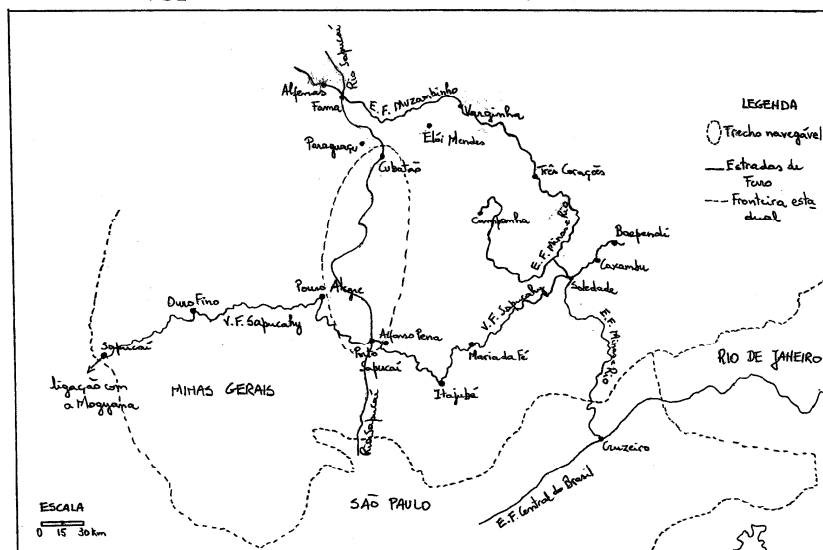 Rio Sapucaí
Alfenas
Fama
E.F. Muzambinho
Varginha
Elói Mendes
Paraguaçu
Cubatão
Três Corações
Campanha
E.F. Minas e Rio
Baependi
Caxambu
Soledade
LEGENDA
Trecho navegável
Estradas de
Ferro
Fronteira esta
dual
Pouso Alegre
Ouro Fino
V.F. Sapucahy
V.F. Sapucahy
Sapucaí
ligação com
a Mogyana
Affonso Pena
Porto
Sapucaí
Maria da Fé
Itajubá
E.F. Minas e Rio
MINAS GERAIS
RIO DE JANEIRO
Rio Sapucaí
Cruzeiro
E.F. Central do Brasil
SÃO PAULO
ESCALA
0 15 30 km